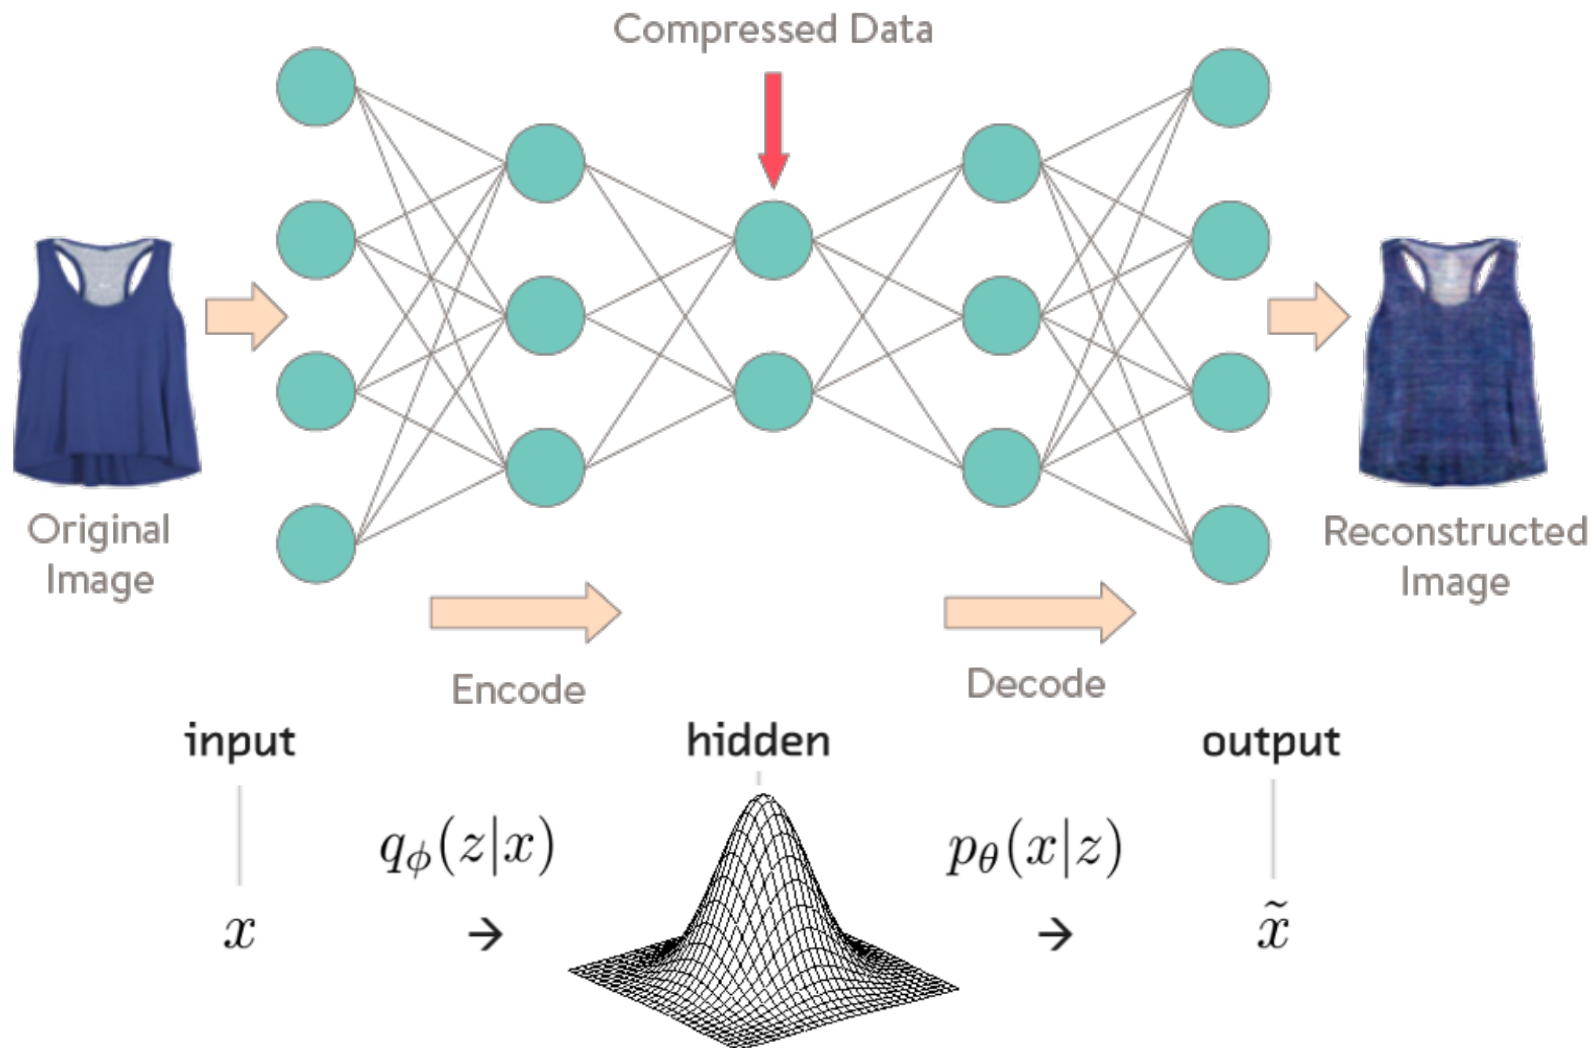 Compressed Data
Original
Image
Reconstructed
Image
Encode
Decode
input
hidden
output
qϕ(z|x)
pθ(x|z)
x
→
→
x̃